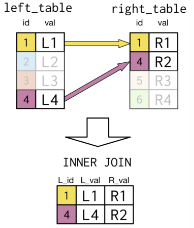 left_table right_table
id val id val
1 L1 1 R1
2 L2 4 R2
3 L3 5 R3
4 L4 6 R4
INNER JOIN
L_id L_val R_val
1 L1 R1
4 L4 R2